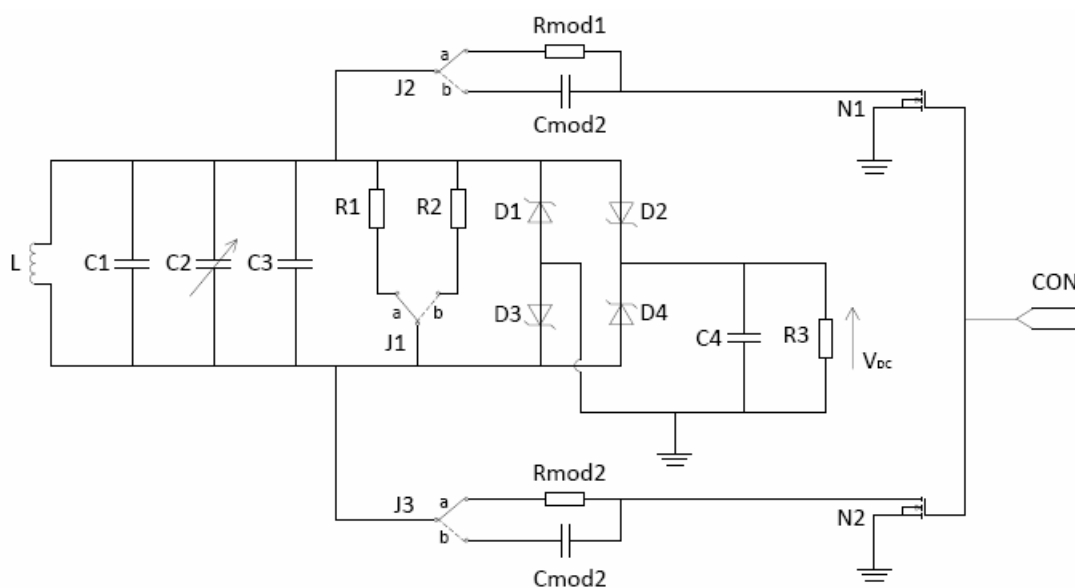 Rmod1
a
J2
b
Cmod2
N1
R1
R2
D1
D2
L
C1
C2
C3
CON
a
b
D3
D4
J1
C4
R3
VDC
Rmod2
a
J3
b
N2
Cmod2